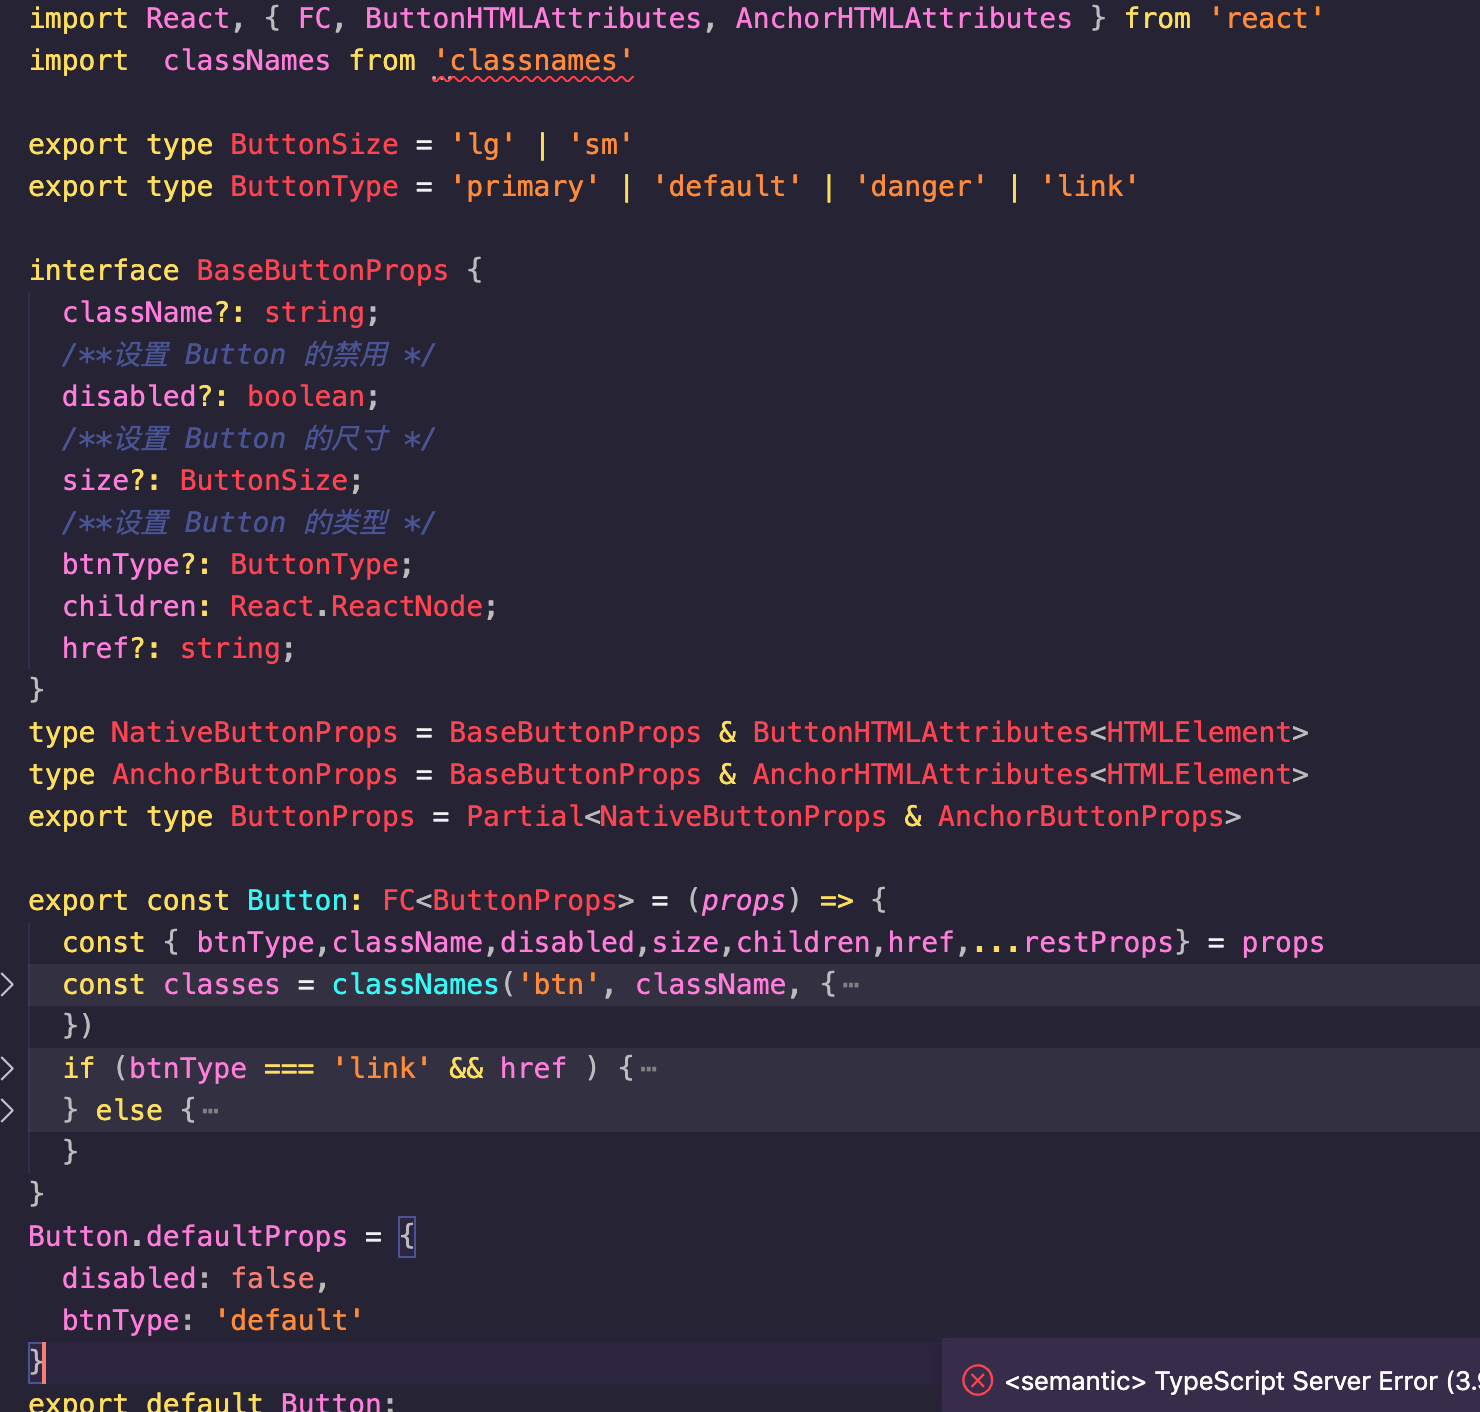 import React, { FC, ButtonHTMLAttributes, AnchorHTMLAttributes } from 'react'
import  classNames from 'classnames'

export type ButtonSize = 'lg' | 'sm'
export type ButtonType = 'primary' | 'default' | 'danger' | 'link'

interface BaseButtonProps {
  className?: string;
  /**设置 Button 的禁用 */
  disabled?: boolean;
  /**设置 Button 的尺寸 */
  size?: ButtonSize;
  /**设置 Button 的类型 */
  btnType?: ButtonType;
  children: React.ReactNode;
  href?: string;
}
type NativeButtonProps = BaseButtonProps & ButtonHTMLAttributes<HTMLElement>
type AnchorButtonProps = BaseButtonProps & AnchorHTMLAttributes<HTMLElement>
export type ButtonProps = Partial<NativeButtonProps & AnchorButtonProps>

export const Button: FC<ButtonProps> = (props) => {
  const { btnType,className,disabled,size,children,href,...restProps} = props
  const classes = classNames('btn', className, {⋯
  })
  if (btnType === 'link' && href ) {⋯
  } else {⋯
  }
}
Button.defaultProps = {
  disabled: false,
  btnType: 'default'
}
<semantic> TypeScript Server Error (3.9
export default Button;